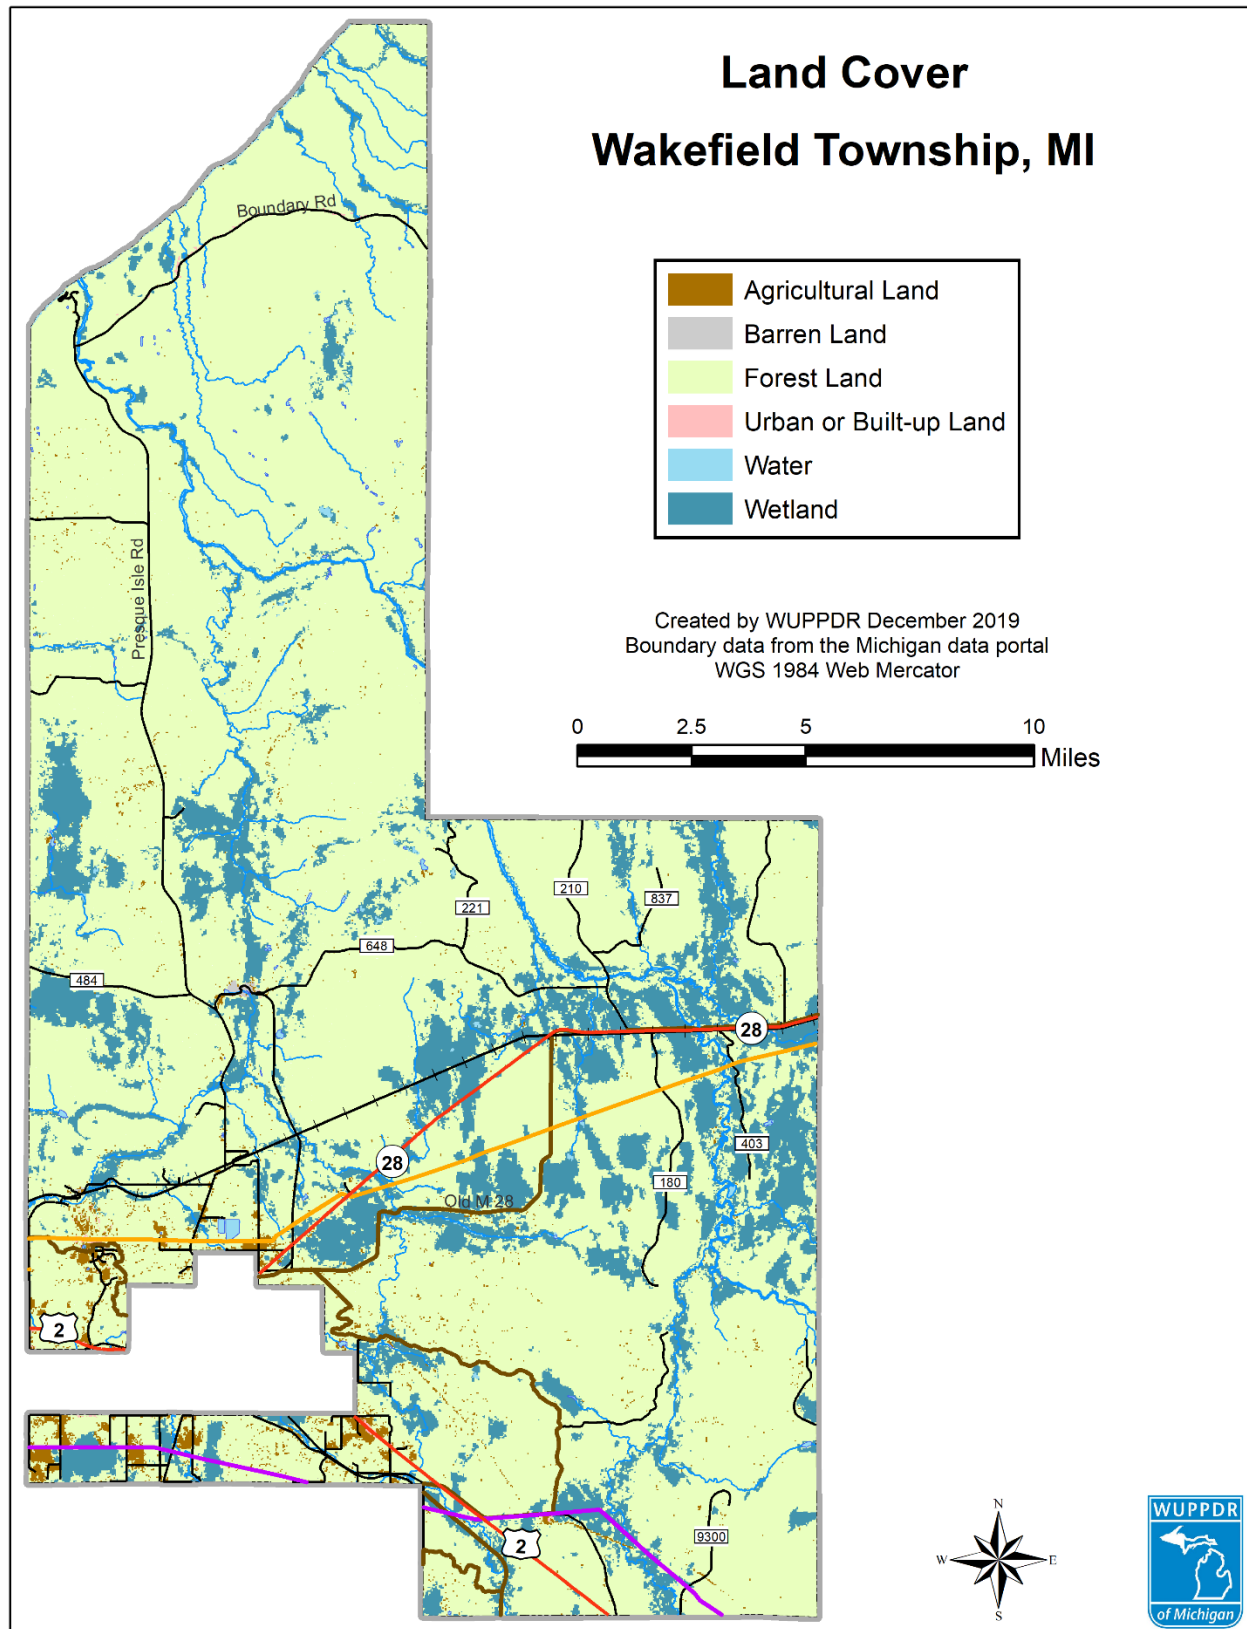 Land Cover
Wakefield Township, MI
Boundary Rd
Agricultural Land
Barren Land
Forest Land
Urban or Built-up Land
Water
Wetland
Presque Isle Rd
Created by WUPPDR December 2019
Boundary data from the Michigan data portal
WGS 1984 Web Mercator
0 2.5 5 10
Miles
210
837
221
648
484
28
403
28
180
Old M 28
2
9300
2
N
W E
S
WUPPDR
of Michigan